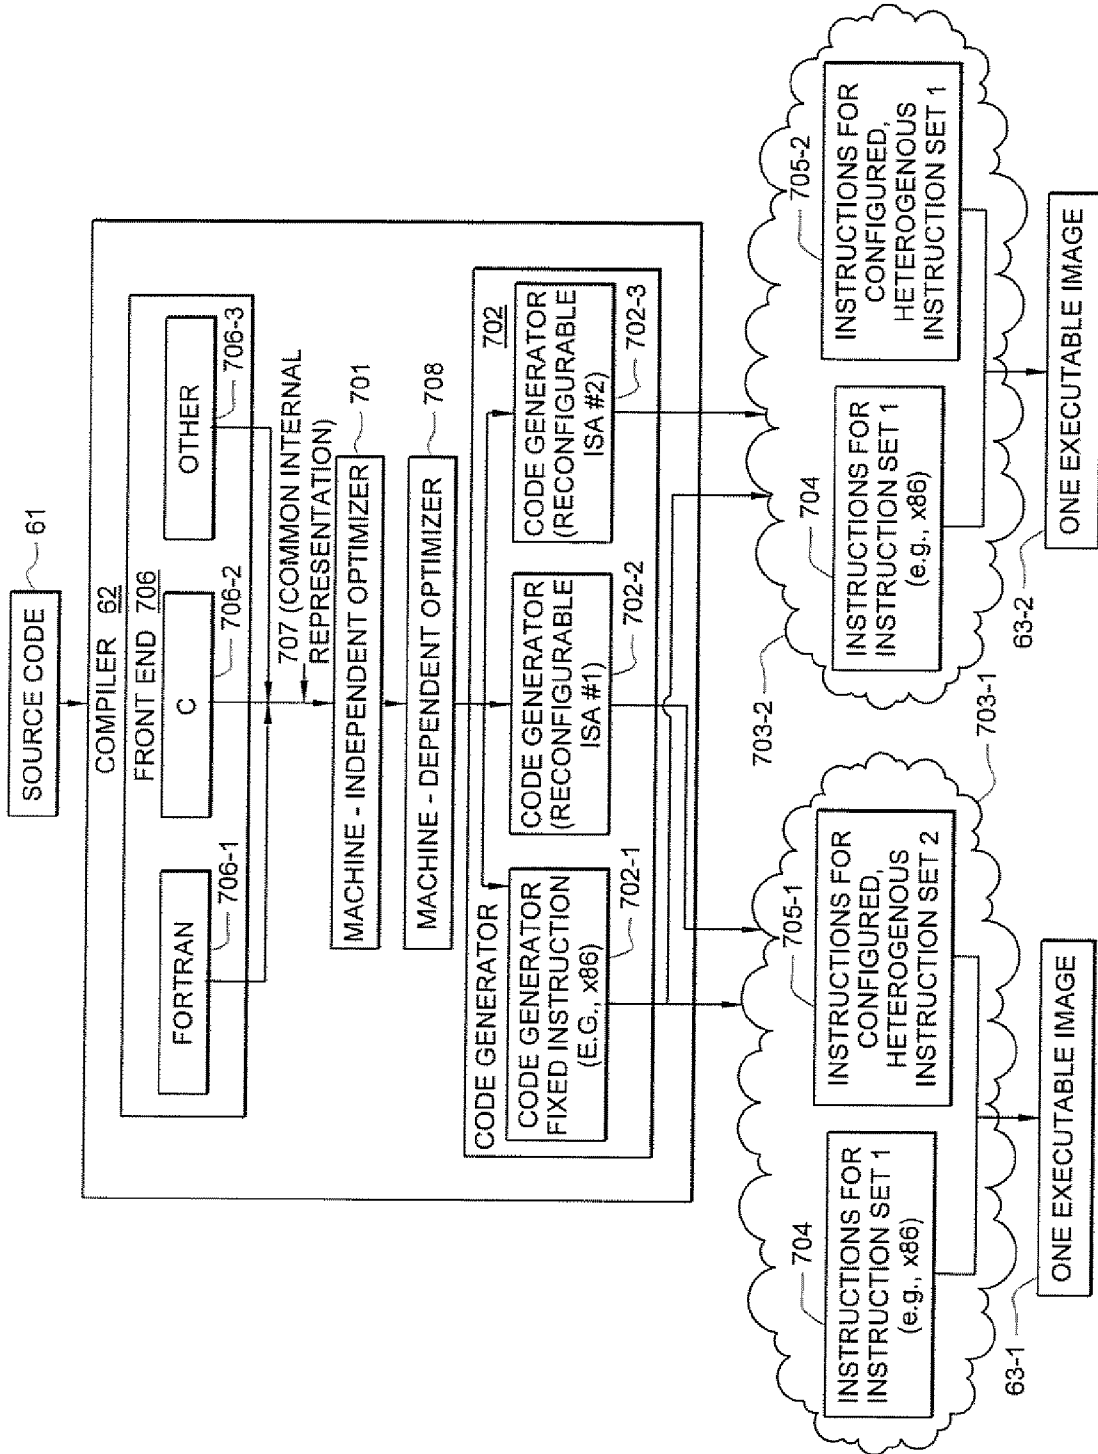 SOURCE CODE
61
COMPILER 62
FRONT END 706
FORTRAN
706-1
C
706-2
OTHER
706-3
707 (COMMON INTERNAL
REPRESENTATION)
MACHINE - INDEPENDENT OPTIMIZER
701
MACHINE - DEPENDENT OPTIMIZER
708
CODE GENERATOR
702
CODE GENERATOR
FIXED INSTRUCTION
(E.G., x86)
702-1
CODE GENERATOR
(RECONFIGURABLE
ISA #1)
702-2
CODE GENERATOR
(RECONFIGURABLE
ISA #2)
702-3
704
INSTRUCTIONS FOR
INSTRUCTION SET 1
(e.g., x86)
705-1
INSTRUCTIONS FOR
CONFIGURED,
HETEROGENOUS
INSTRUCTION SET 2
703-1
63-1
ONE EXECUTABLE IMAGE
703-2
704
INSTRUCTIONS FOR
INSTRUCTION SET 1
(e.g., x86)
705-2
INSTRUCTIONS FOR
CONFIGURED,
HETEROGENOUS
INSTRUCTION SET 1
63-2
ONE EXECUTABLE IMAGE